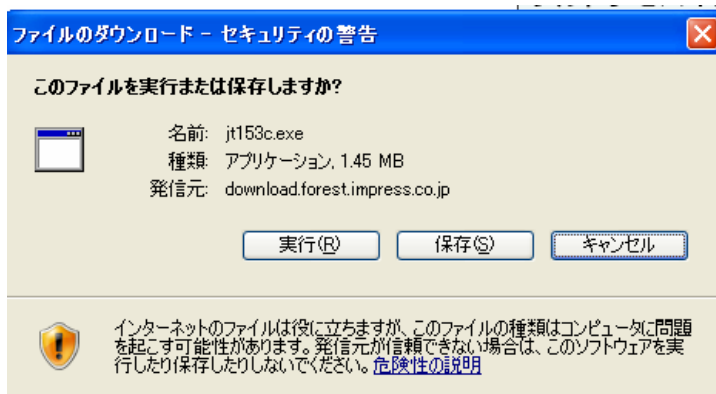 ファイルのダウンロード - セキュリティの警告
このファイルを実行または保存しますか?
名前: jt153c.exe
種類: アプリケーション, 1.45 MB
発信元: download.forest.impress.co.jp
実行(R) 保存(S) キャンセル
インターネットのファイルは役に立ちますが、このファイルの種類はコンピュータに問題
を起こす可能性があります。発信元が信頼できない場合は、このソフトウェアを実
行したり保存したりしないでください。危険性の説明